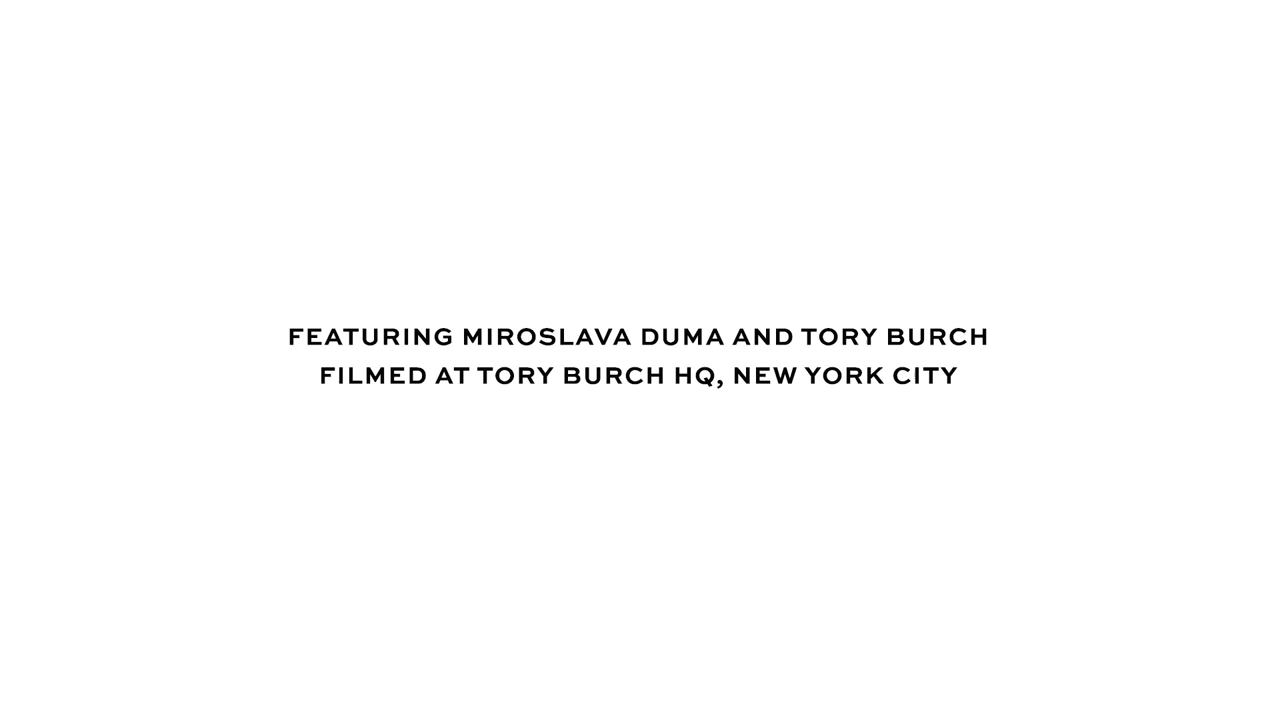 FEATURING MIROSLAVA DUMA AND TORY BURCH
FILMED AT TORY BURCH HQ, NEW YORK CITY